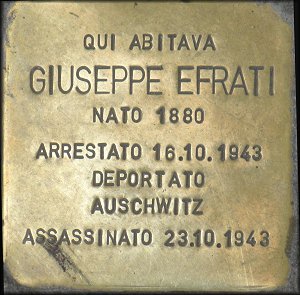 QUI ABITAVA
GIUSEPPE EFRATI
NATO 1880
ARRESTATO 16.10.1943
DEPORTATO
AUSCHWITZ
ASSASSINATO 23.10.1943